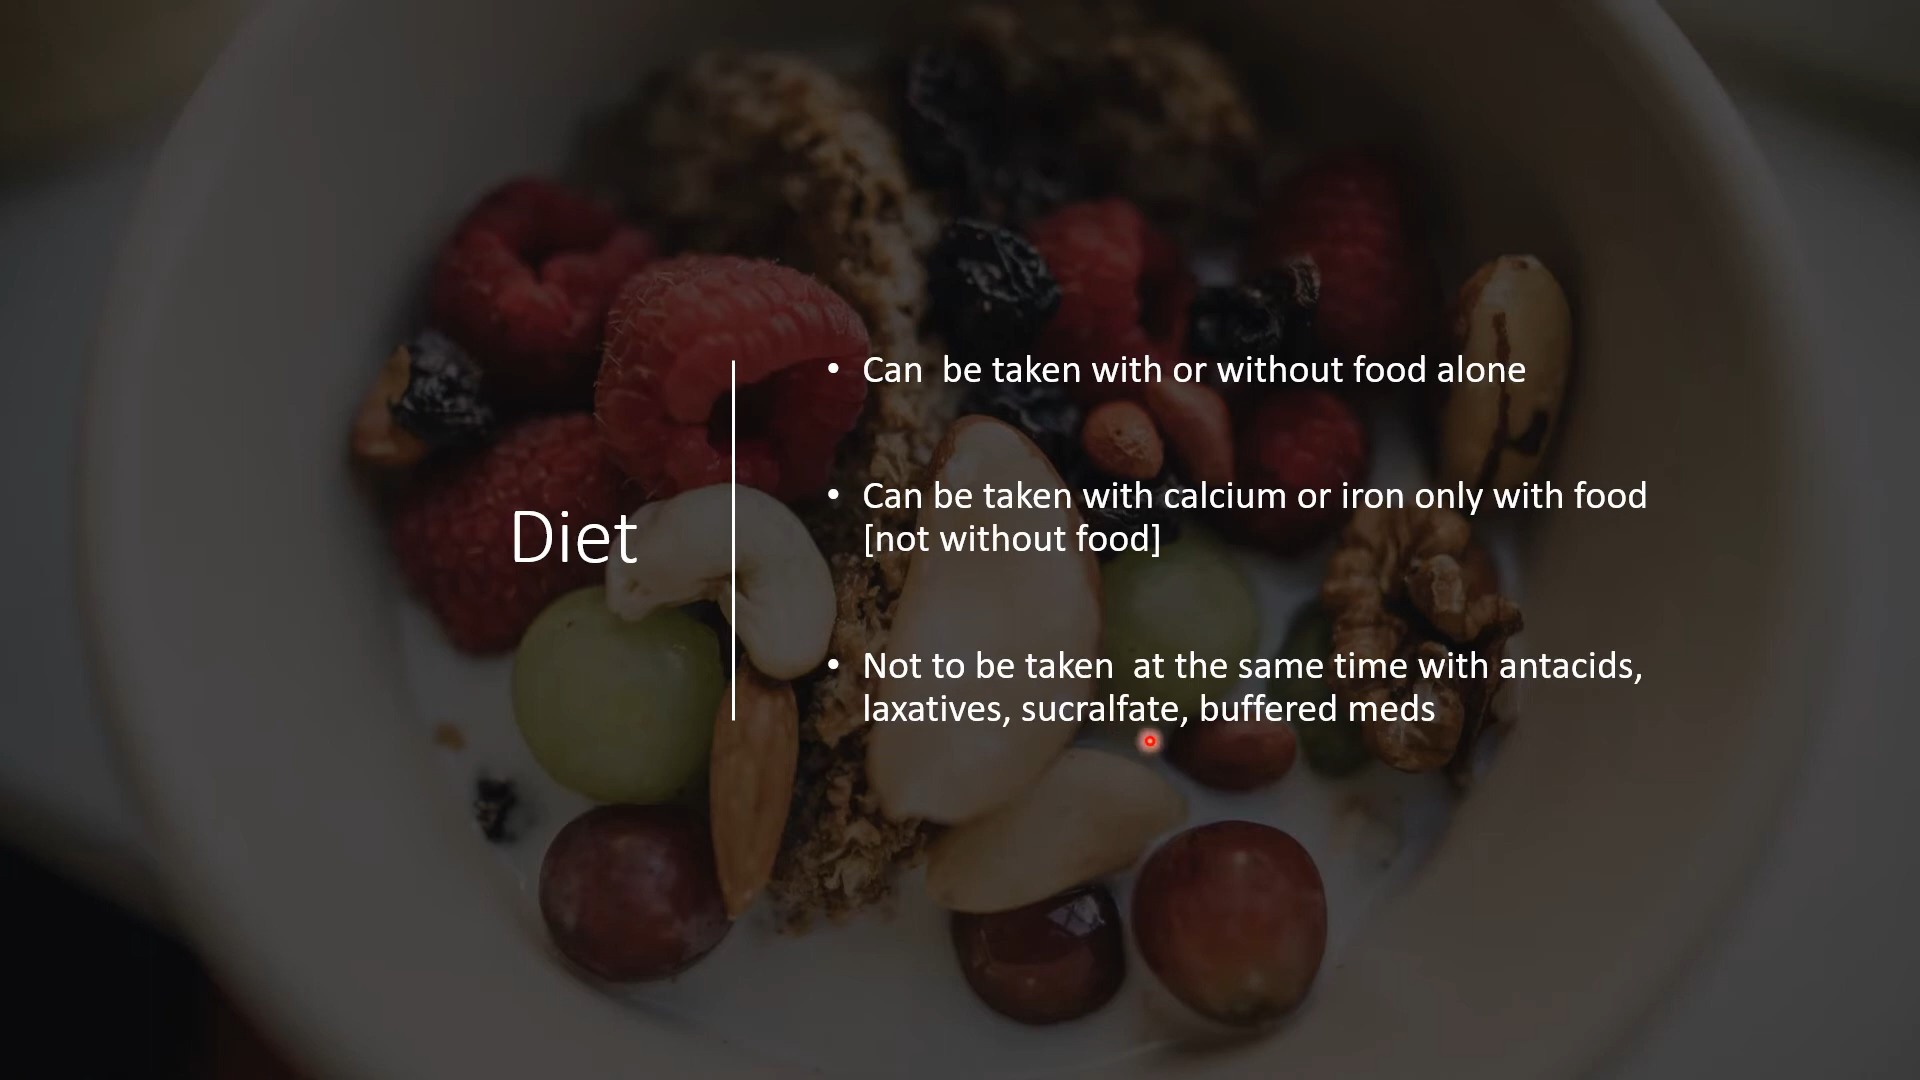 Diet
• Can  be taken with or without food alone
• Can be taken with calcium or iron only with food
[not without food]
• Not to be taken  at the same time with antacids,
laxatives, sucralfate, buffered meds